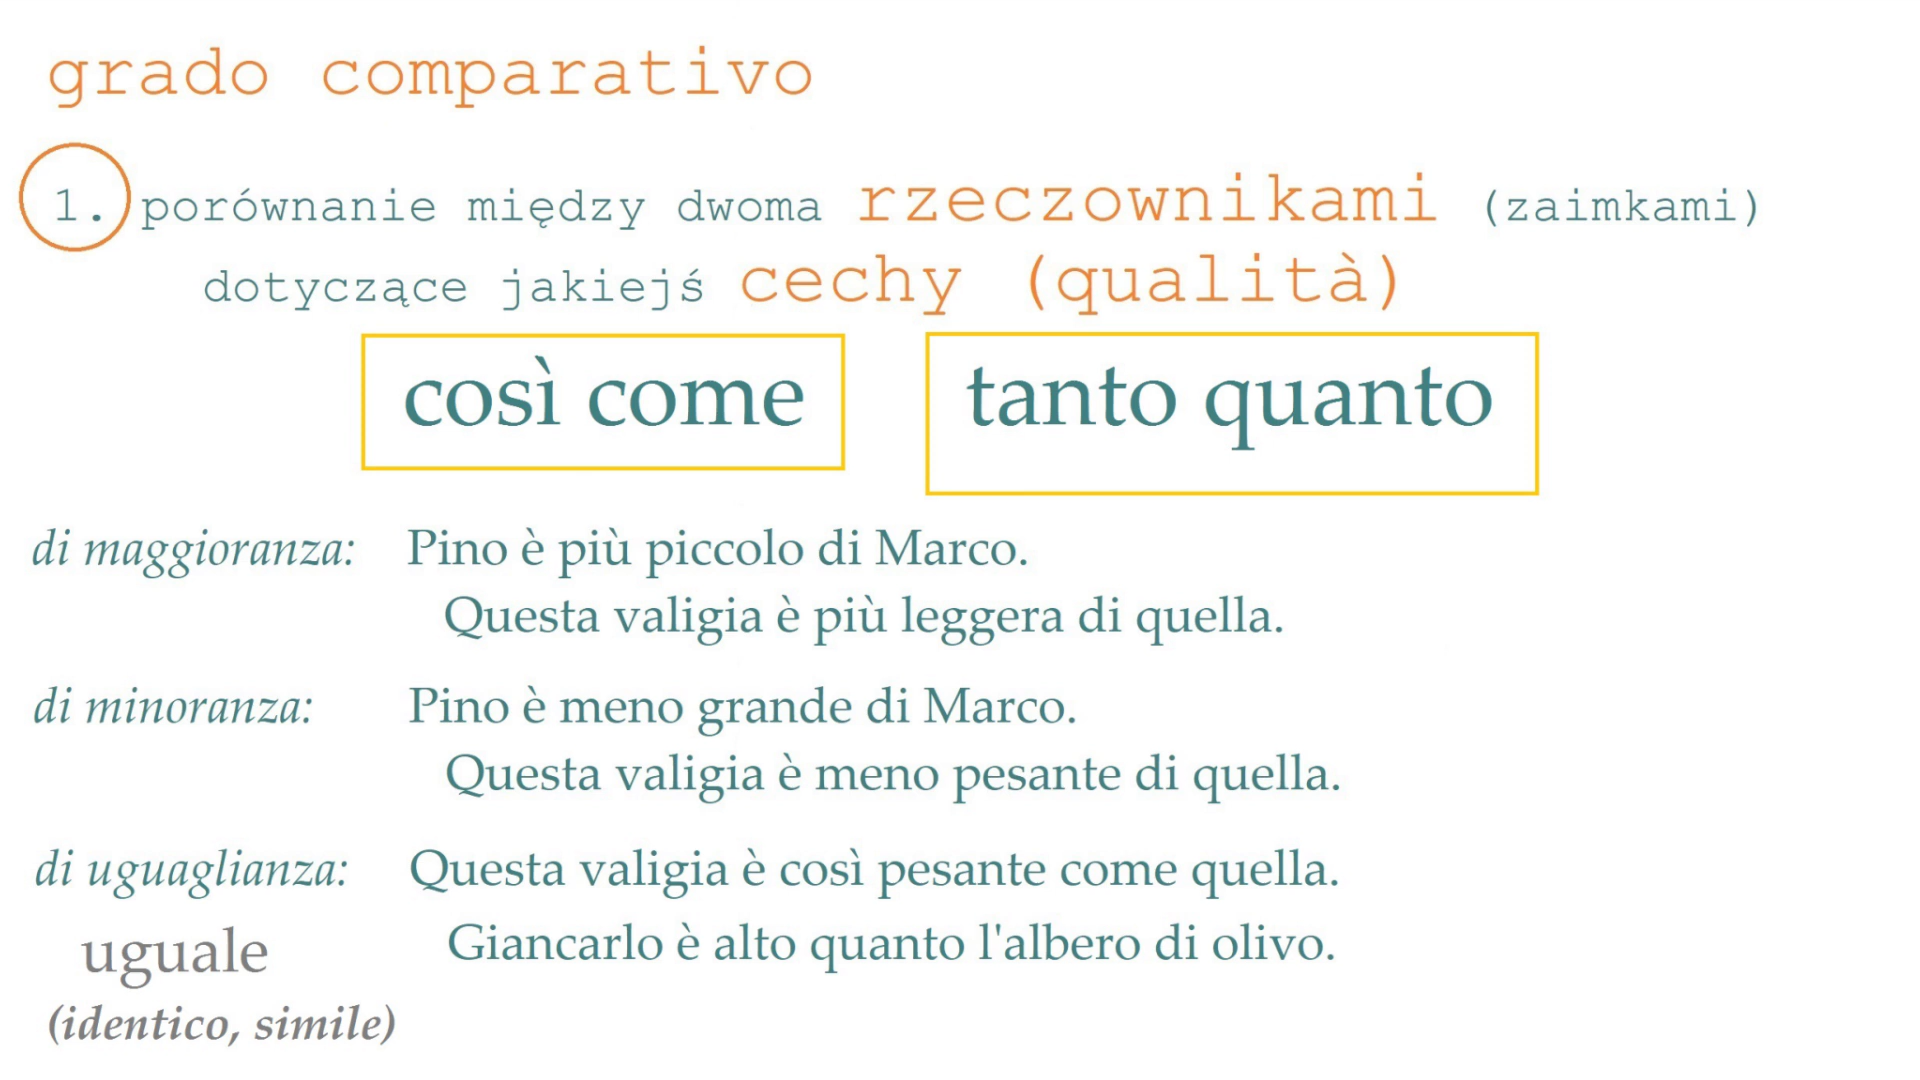 grado comparativo
1. porównanie między dwoma rzeczownikami (zaimkami)
dotyczące jakiejś cechy (qualità)
così come tanto quanto
di maggioranza: Pino è più piccolo di Marco.
Questa valigia è più leggera di quella.
di minoranza: Pino è meno grande di Marco.
Questa valigia è meno pesante di quella.
di uguaglianza: Questa valigia è così pesante come quella.
uguale Giancarlo è alto quanto l'albero di olivo.
(identico, simile)